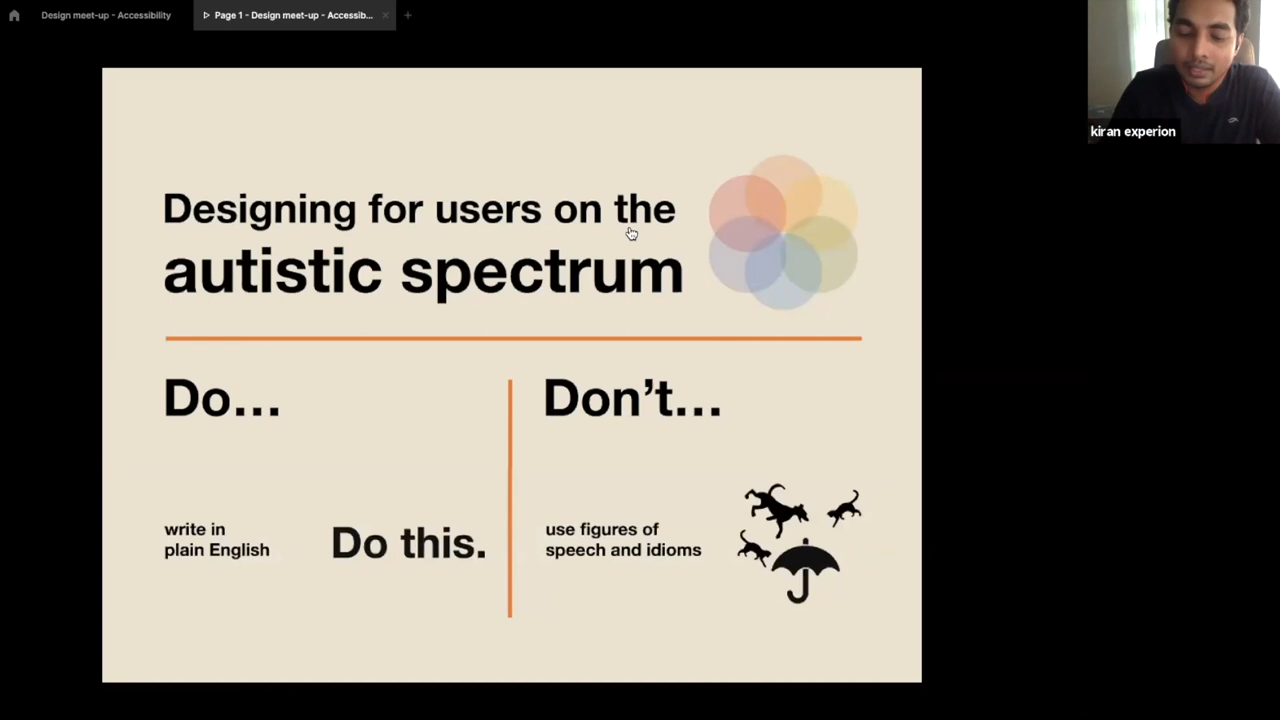 Design meet-up - Accessibility
Page 1 - Design meet-up - Accessib...
kiran experion
Designing for users on the
autistic spectrum
Do...
Don't...
write in
plain English
Do this.
use figures of
speech and idioms